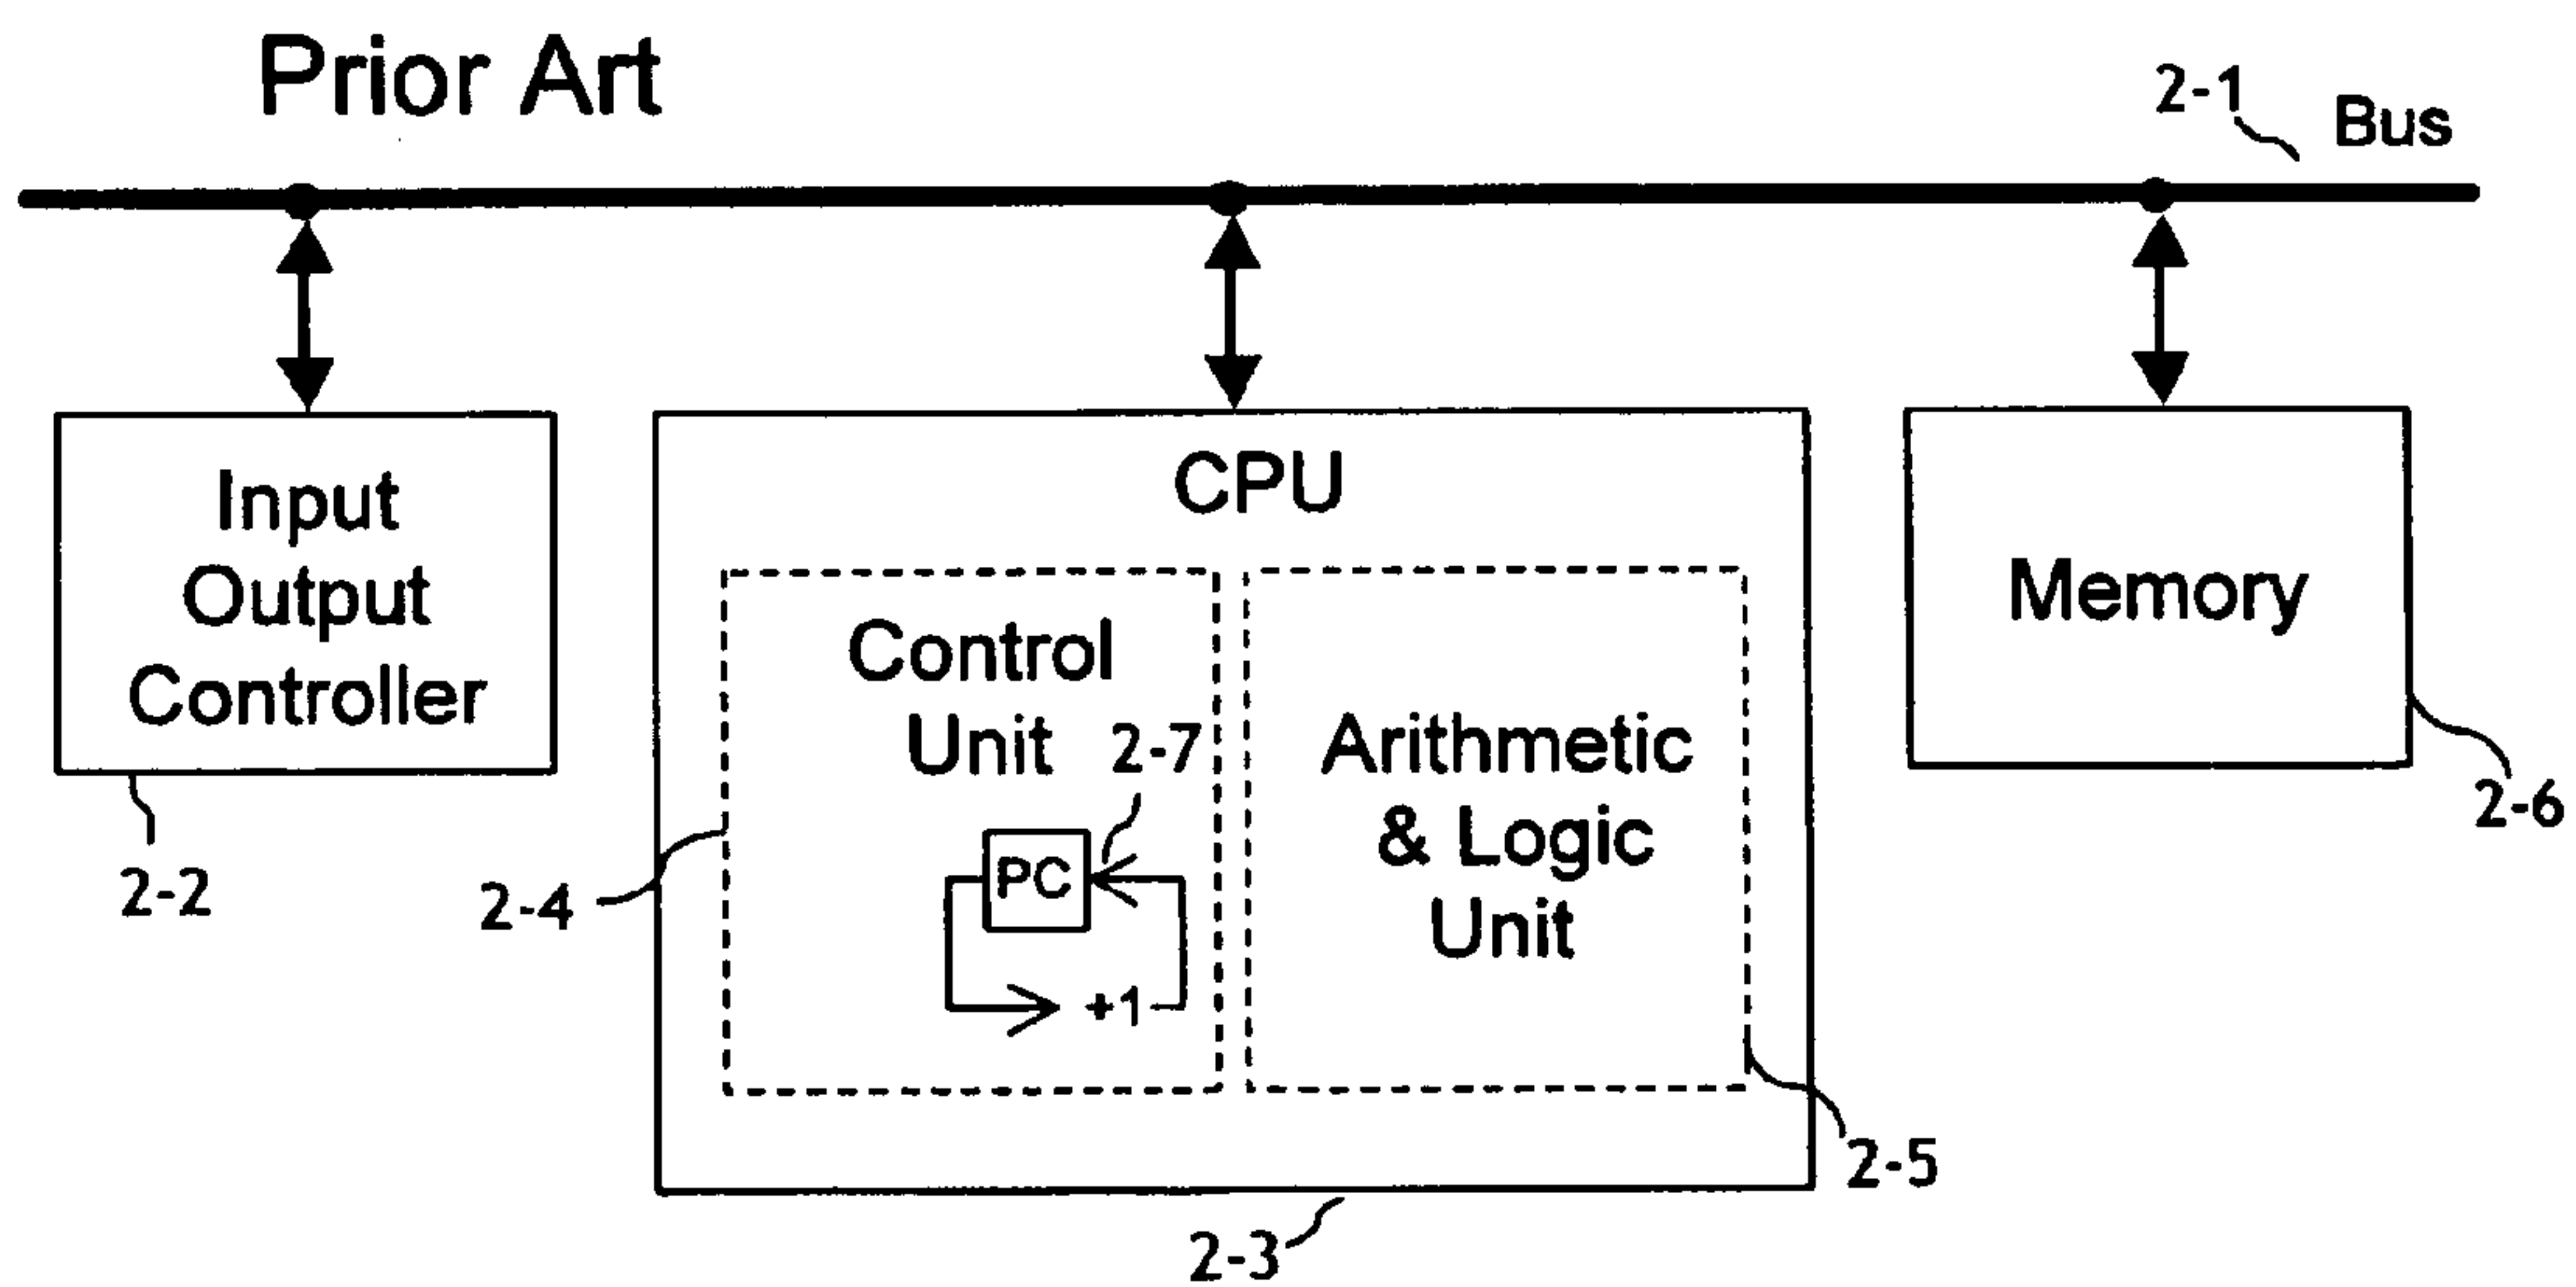 Prior Art
2-1
Bus
Input
Output
Controller
2-2
CPU
Control
Unit
2-7
PC
+1
2-4
Arithmetic
& Logic
Unit
2-5
2-3
Memory
2-6